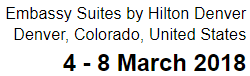 Embassy Suites by Hilton Denver
Denver, Colorado, United States
4 - 8 March 2018